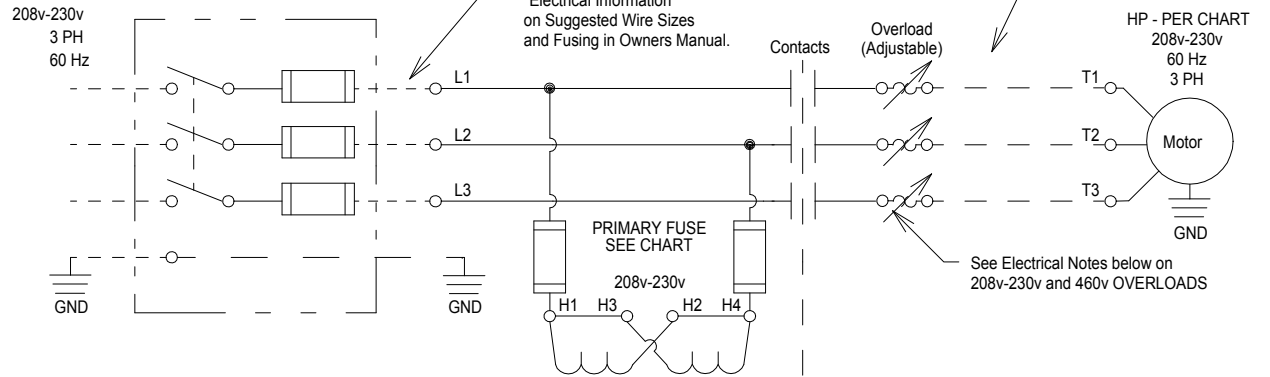 208v-230v
3 PH
60 Hz
Electrical Information
on Suggested Wire Sizes
and Fusing in Owners Manual.
Contacts
Overload
(Adjustable)
HP - PER CHART
208v-230v
60 Hz
3 PH
L1
T1
L2
T2
Motor
L3
T3
GND
PRIMARY FUSE
SEE CHART
208v-230v
See Electrical Notes below on
208v-230v and 460v OVERLOADS
GND
GND
H1 H3 H2 H4